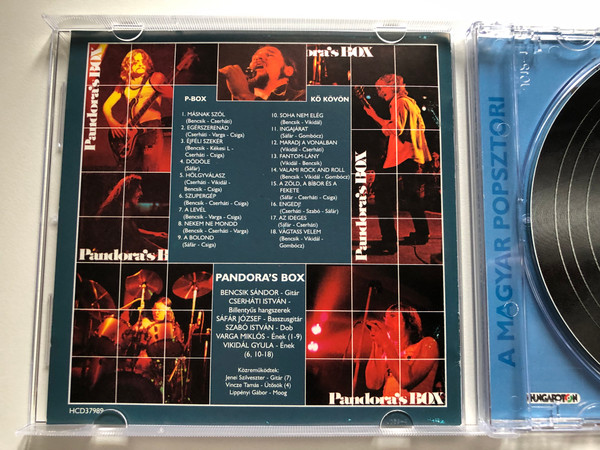 Pandora's BOX
ra's BOX
P-BOX
1. MÁSNAK SZÓL
(Bencsik - Cserháti)
2. EGÉRSZERENÁD
(Cserháti - Varga - Csiga)
3. ÉJFÉLI SZEKÉR
(Bencsik - Kékesi L. -
Cserháti - Csiga)
4. DÖDÖLE
(Sáfár)
5. HÖLGYVÁLASZ
(Cserháti - Vikidál -
Bencsik - Csiga)
6. SZUPERGÉP
(Bencsik - Cserháti - Csiga)
7. A LEVÉL
(Bencsik - Varga - Csiga)
8. NEKEM NE MONDD
(Bencsik - Cserháti - Varga)
9. A BOLOND
(Sáfár - Csiga)
KŐ KÖVÖN
10. SOHA NEM ELÉG
(Bencsik - Vikidál)
11. INGAJÁRAT
(Sáfár - Gombócz)
12. MARADJ A VONALBAN
(Vikidál - Cserháti)
13. FANTOM-LÁNY
(Vikidál - Bencsik)
14. VALAMI ROCK AND ROLL
(Bencsik - Vikidál - Gombócz)
15. A ZÖLD, A BÍBOR ÉS A
FEKETE
(Sáfár - Cserháti - Csiga)
16. ENGEDJ!
(Cserháti - Szabó - Sáfár)
17. AZ IDEGES
(Sáfár - Cserháti)
18. VÁGTASS VELEM
(Bencsik - Vikidál -
Gombócz)
Pandora's BOX
Pandora's B
PANDORA'S BOX
BENCSIK SÁNDOR - Gitár
CSERHÁTI ISTVÁN -
Billentyűs hangszerek
SÁFÁR JÓZSEF - Basszusgitár
SZABÓ ISTVÁN - Dob
VARGA MIKLÓS - Ének (1-9)
VIKIDÁL GYULA - Ének
(6, 10-18)
Közreműködtek:
Jenei Szilveszter - Gitár (7)
Vincze Tamás - Ütősök (4)
Lippényi Gábor - Moog
Pandora's BOX
HCD37989
A MAGYAR POPSZTORI
HUNGAROTON